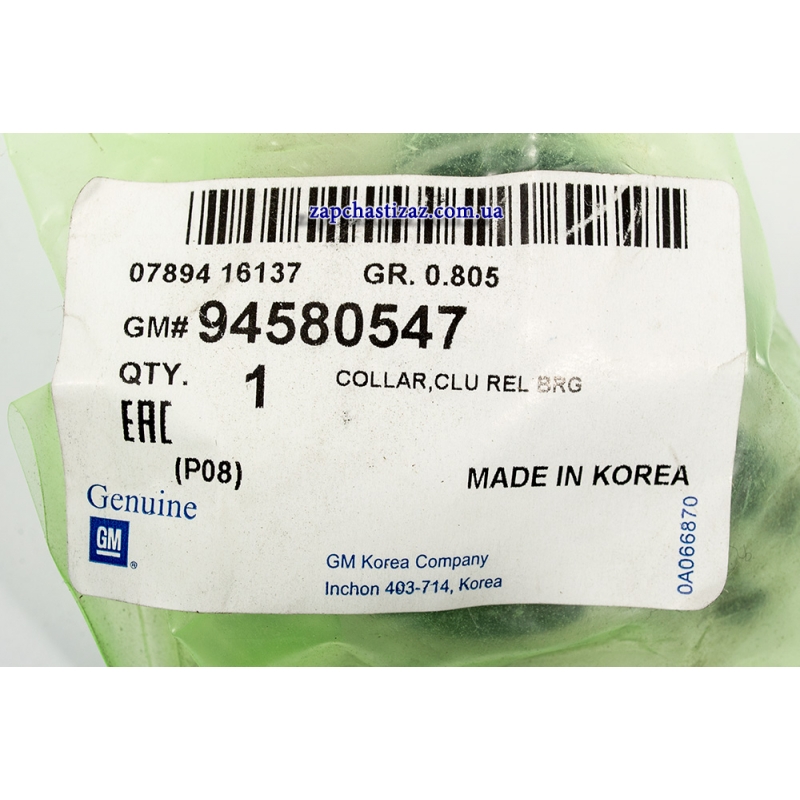 zapchastizaz.com.ua
07894 16137 GR. 0.805
GM# 94580547
QTY. 1 COLLAR,CLU REL BRG
EAC
(P08) MADE IN KOREA
Genuine
GM ®
GM Korea Company
Inchon 403-714, Korea
0A066870